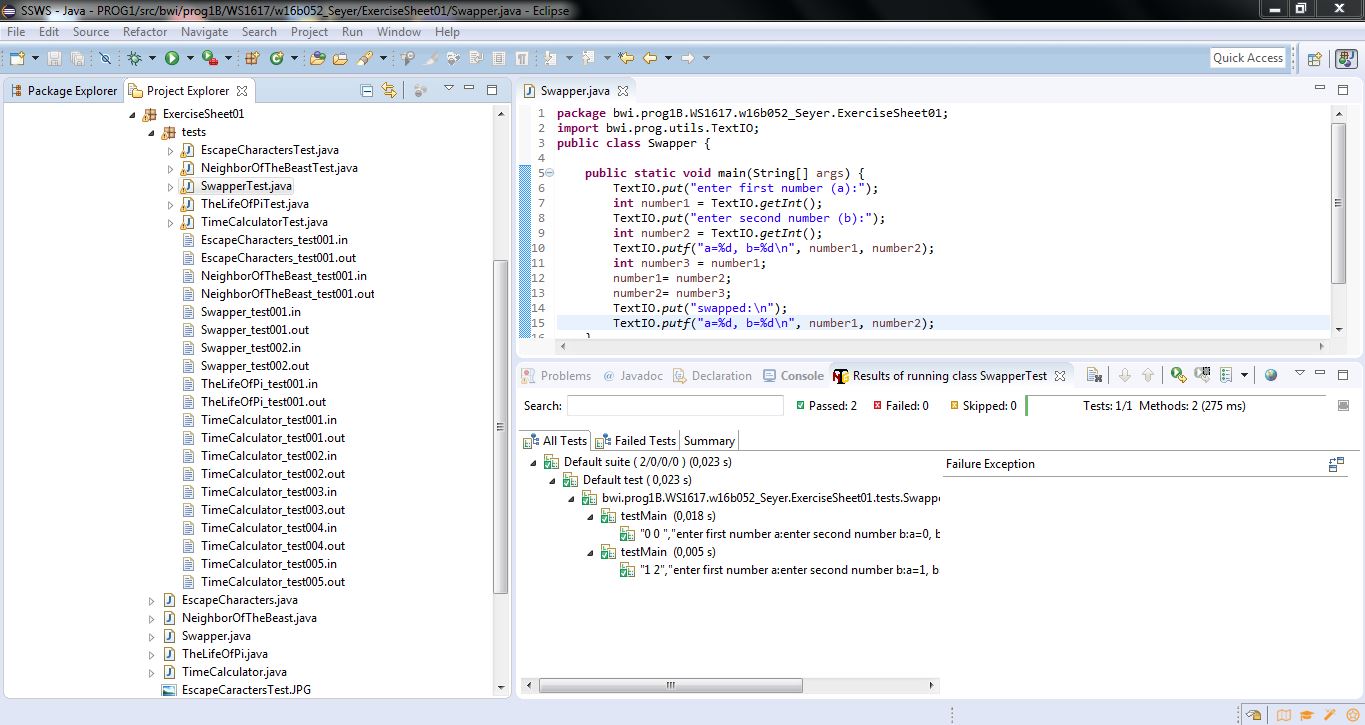 SSWS - Java - PROG1/src/bwi/prog1B/WS1617/w16b052_Seyer/ExerciseSheet01/Swapper.java - Eclipse
File Edit Source Refactor Navigate Search Project Run Window Help
Quick Access
Package Explorer Project Explorer
ExerciseSheet01
tests
EscapeCharactersTest.java
NeighborOfTheBeastTest.java
SwapperTest.java
TheLifeOfPiTest.java
TimeCalculatorTest.java
EscapeCharacters_test001.in
EscapeCharacters_test001.out
NeighborOfTheBeast_test001.in
NeighborOfTheBeast_test001.out
Swapper_test001.in
Swapper_test001.out
Swapper_test002.in
Swapper_test002.out
TheLifeOfPi_test001.in
TheLifeOfPi_test001.out
TimeCalculator_test001.in
TimeCalculator_test001.out
TimeCalculator_test002.in
TimeCalculator_test002.out
TimeCalculator_test003.in
TimeCalculator_test003.out
TimeCalculator_test004.in
TimeCalculator_test004.out
TimeCalculator_test005.in
TimeCalculator_test005.out
EscapeCharacters.java
NeighborOfTheBeast.java
Swapper.java
TheLifeOfPi.java
TimeCalculator.java
EscapeCaractersTest.JPG
Swapper.java
1 package bwi.prog1B.WS1617.w16b052_Seyer.ExerciseSheet01;
2 import bwi.prog.utils.TextIO;
3 public class Swapper {
4
5 public static void main(String[] args) {
6 TextIO.put("enter first number (a):");
7 int number1 = TextIO.getInt();
8 TextIO.put("enter second number (b):");
9 int number2 = TextIO.getInt();
10 TextIO.putf("a=%d, b=%d\n", number1, number2);
11 int number3 = number1;
12 number1= number2;
13 number2= number3;
14 TextIO.put("swapped:\n");
15 TextIO.putf("a=%d, b=%d\n", number1, number2);
16 }
Problems @ Javadoc Declaration Console Results of running class SwapperTest
Search: Passed: 2 Failed: 0 Skipped: 0 Tests: 1/1 Methods: 2 (275 ms)
All Tests Failed Tests Summary
Default suite ( 2/0/0/0 ) (0,023 s)
Default test ( 0,023 s)
bwi.prog1B.WS1617.w16b052_Seyer.ExerciseSheet01.tests.Swappe
testMain (0,018 s)
"0 0 ","enter first number a:enter second number b:a=0, b
testMain (0,005 s)
"1 2","enter first number a:enter second number b:a=1, b
Failure Exception